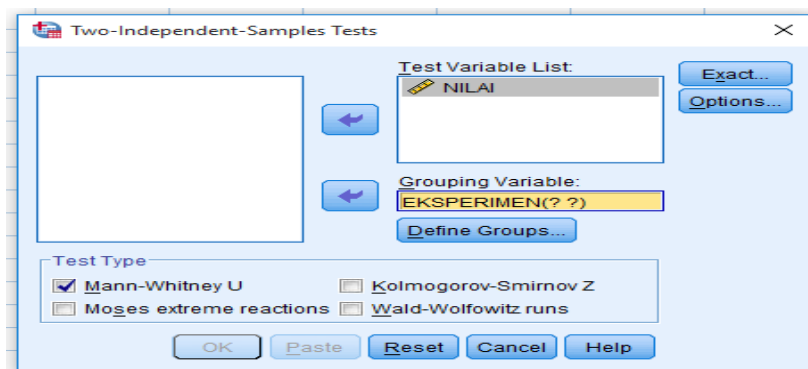 Two-Independent-Samples Tests
Test Variable List:
NILAI
Exact...
Options...
Grouping Variable:
EKSPERIMEN(? ?)
Define Groups...
Test Type
Mann-Whitney U
Kolmogorov-Smirnov Z
Moses extreme reactions
Wald-Wolfowitz runs
OK
Paste
Reset
Cancel
Help